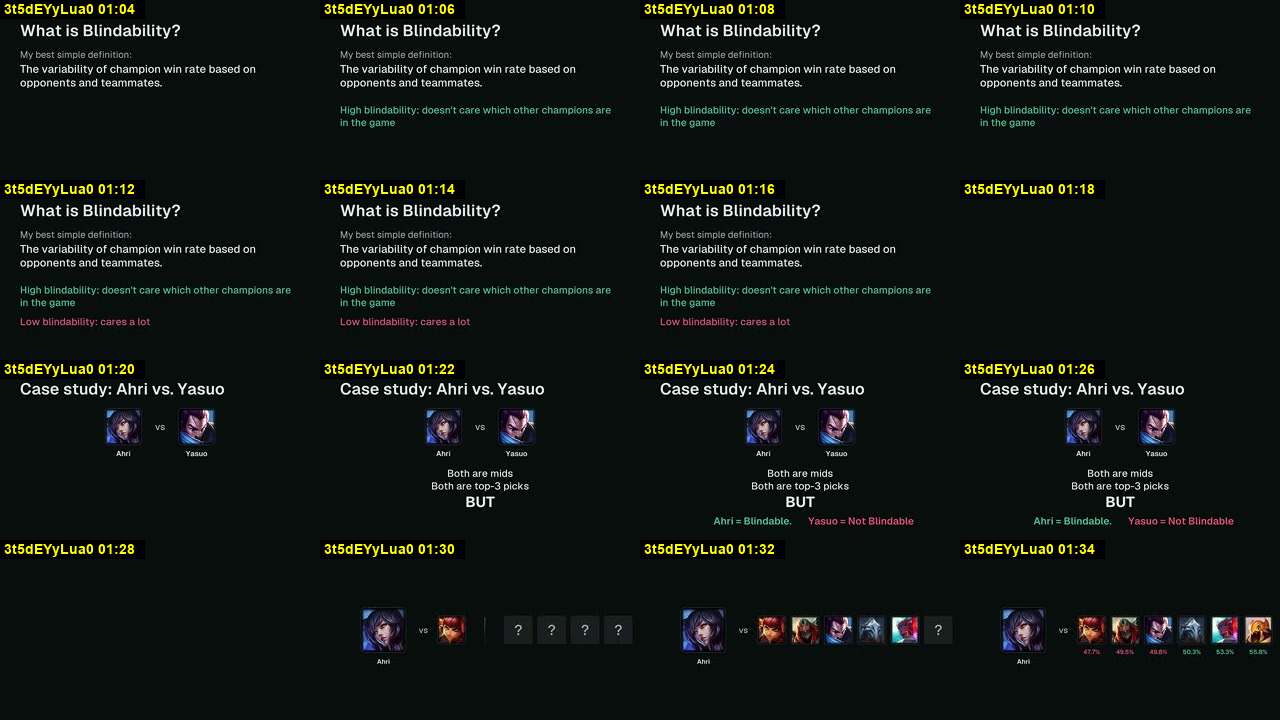 3t5dEYyLua0 01:04
What is Blindability?
My best simple definition:
The variability of champion win rate based on
opponents and teammates.
3t5dEYyLua0 01:06
What is Blindability?
My best simple definition:
The variability of champion win rate based on
opponents and teammates.
High blindability: doesn't care which other champions are
in the game
3t5dEYyLua0 01:08
What is Blindability?
My best simple definition:
The variability of champion win rate based on
opponents and teammates.
High blindability: doesn't care which other champions are
in the game
3t5dEYyLua0 01:10
What is Blindability?
My best simple definition:
The variability of champion win rate based on
opponents and teammates.
High blindability: doesn't care which other champions are
in the game
3t5dEYyLua0 01:12
What is Blindability?
My best simple definition:
The variability of champion win rate based on
opponents and teammates.
High blindability: doesn't care which other champions are
in the game
Low blindability: cares a lot
3t5dEYyLua0 01:14
What is Blindability?
My best simple definition:
The variability of champion win rate based on
opponents and teammates.
High blindability: doesn't care which other champions are
in the game
Low blindability: cares a lot
3t5dEYyLua0 01:16
What is Blindability?
My best simple definition:
The variability of champion win rate based on
opponents and teammates.
High blindability: doesn't care which other champions are
in the game
Low blindability: cares a lot
3t5dEYyLua0 01:18
3t5dEYyLua0 01:20
Case study: Ahri vs. Yasuo
vs
Ahri Yasuo
3t5dEYyLua0 01:22
Case study: Ahri vs. Yasuo
vs
Ahri Yasuo
Both are mids
Both are top-3 picks
BUT
3t5dEYyLua0 01:24
Case study: Ahri vs. Yasuo
vs
Ahri Yasuo
Both are mids
Both are top-3 picks
BUT
Ahri = Blindable. Yasuo = Not Blindable
3t5dEYyLua0 01:26
Case study: Ahri vs. Yasuo
vs
Ahri Yasuo
Both are mids
Both are top-3 picks
BUT
Ahri = Blindable. Yasuo = Not Blindable
3t5dEYyLua0 01:28
3t5dEYyLua0 01:30
vs ? ? ? ?
Ahri
3t5dEYyLua0 01:32
vs ?
Ahri
3t5dEYyLua0 01:34
vs
47.7% 49.5% 49.8% 50.3% 53.3% 55.8%
Ahri